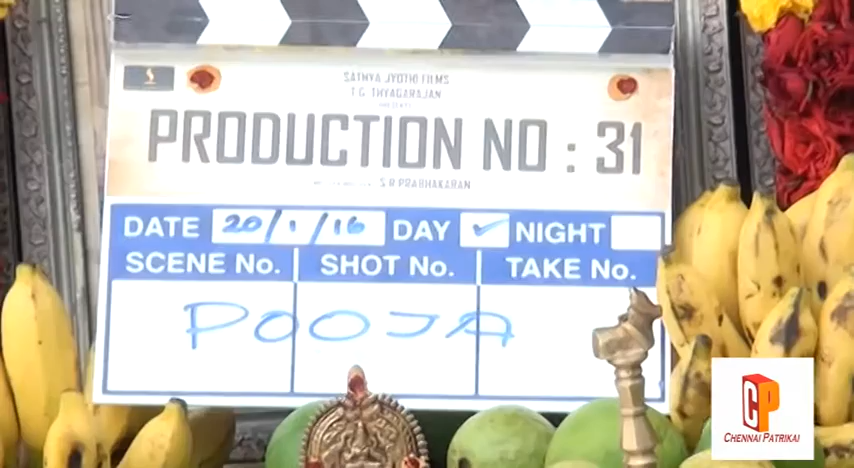 SATHYA JYOTHI FILMS
T.G. THYAGARAJAN
PRESENTS
PRODUCTION NO : 31
S.R.PRABHAKARAN
DATE 20/1/16 DAY ✓ NIGHT
SCENE No. SHOT No. TAKE No.
POOJA
CP
CHENNAI PATRIKAI